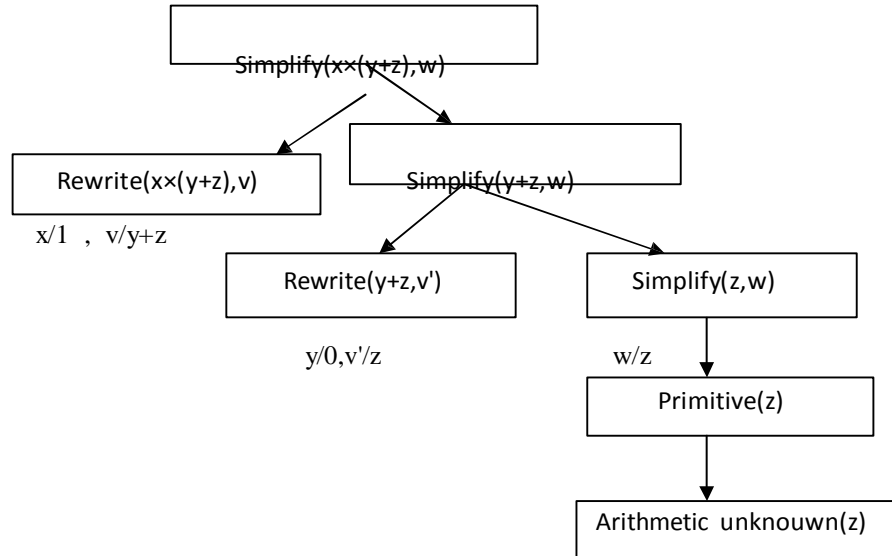 Simplify(x×(y+z),w)
Rewrite(x×(y+z),v)
Simplify(y+z,w)
x/1 , v/y+z
Rewrite(y+z,v')
Simplify(z,w)
y/0,v'/z
w/z
Primitive(z)
Arithmetic unknouwn(z)